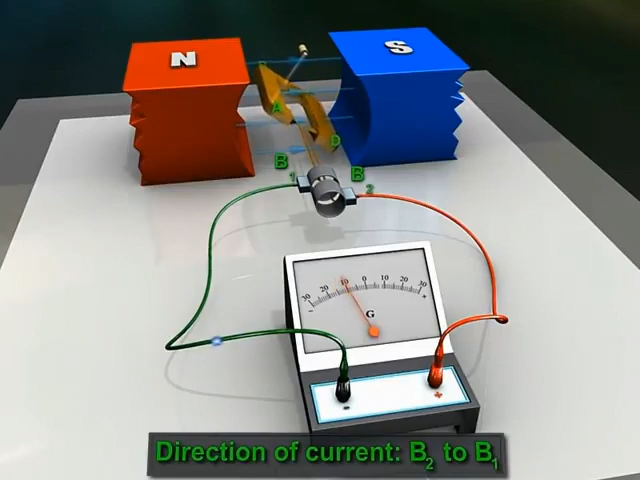 N
S
A
D
B1
B2
30 20 10 0 10 20 30
- +
G
- +
Direction of current: B2 to B1